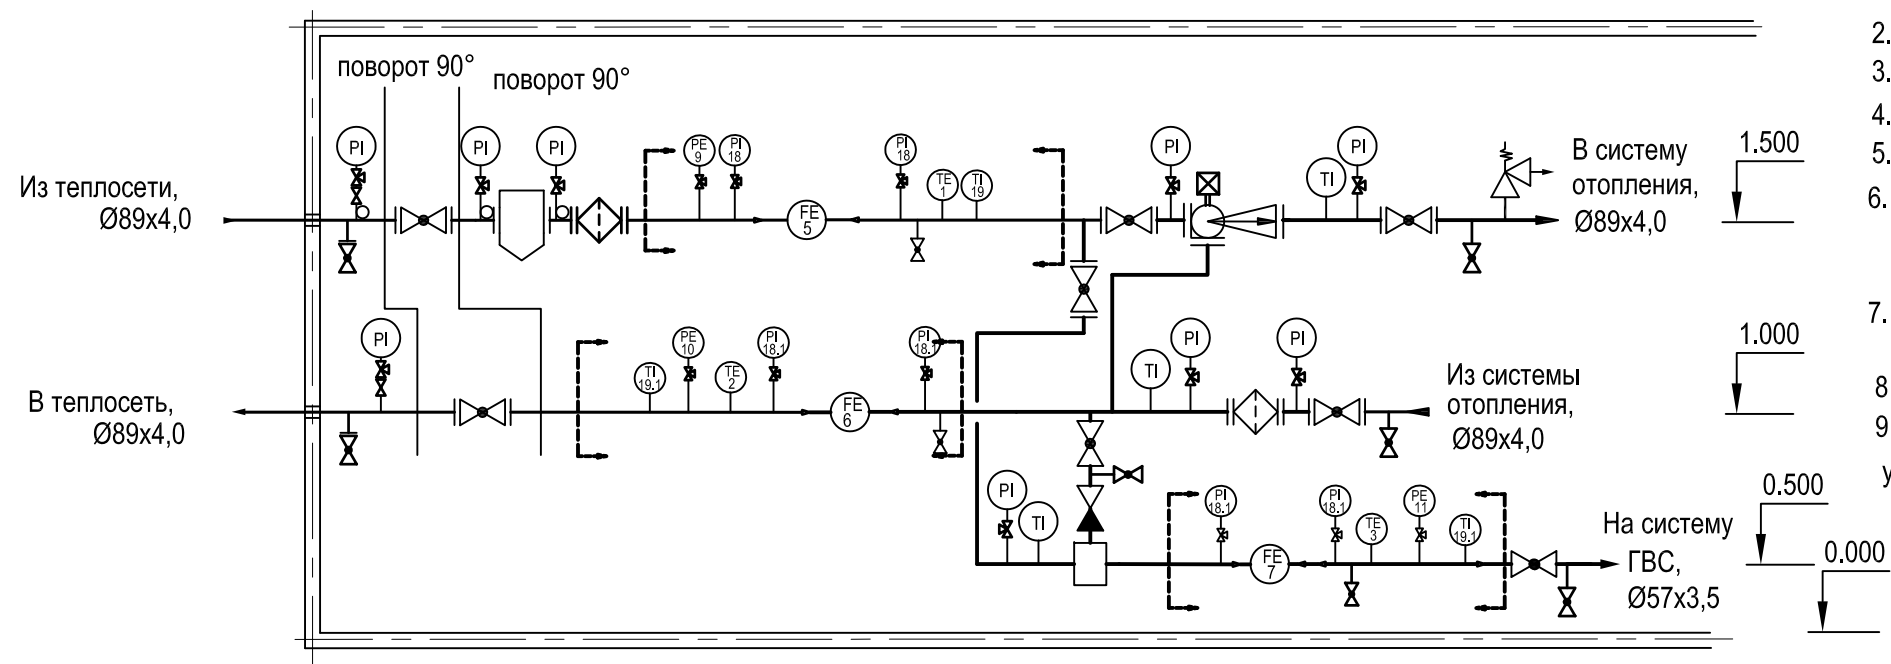 поворот 90°
поворот 90°
Из теплосети,
Ø89x4,0
PI
PI
PI
PE 9
PI 18
FE 5
PI 18
TE 1
TI 19
PI
TI
PI
В систему
отопления,
Ø89x4,0
1.500
2.
3.
4.
5.
6.
7.
8
9
у
В теплосеть,
Ø89x4,0
PI
TI 19.1
PE 10
TE 2
PI 18.1
FE 6
PI 18.1
TI
PI
PI
Из системы
отопления,
Ø89x4,0
1.000
PI
TI
PI 18.1
FE 7
PI 18.1
TE 3
PE 11
TI 19.1
На систему
ГВС,
Ø57x3,5
0.500
0.000